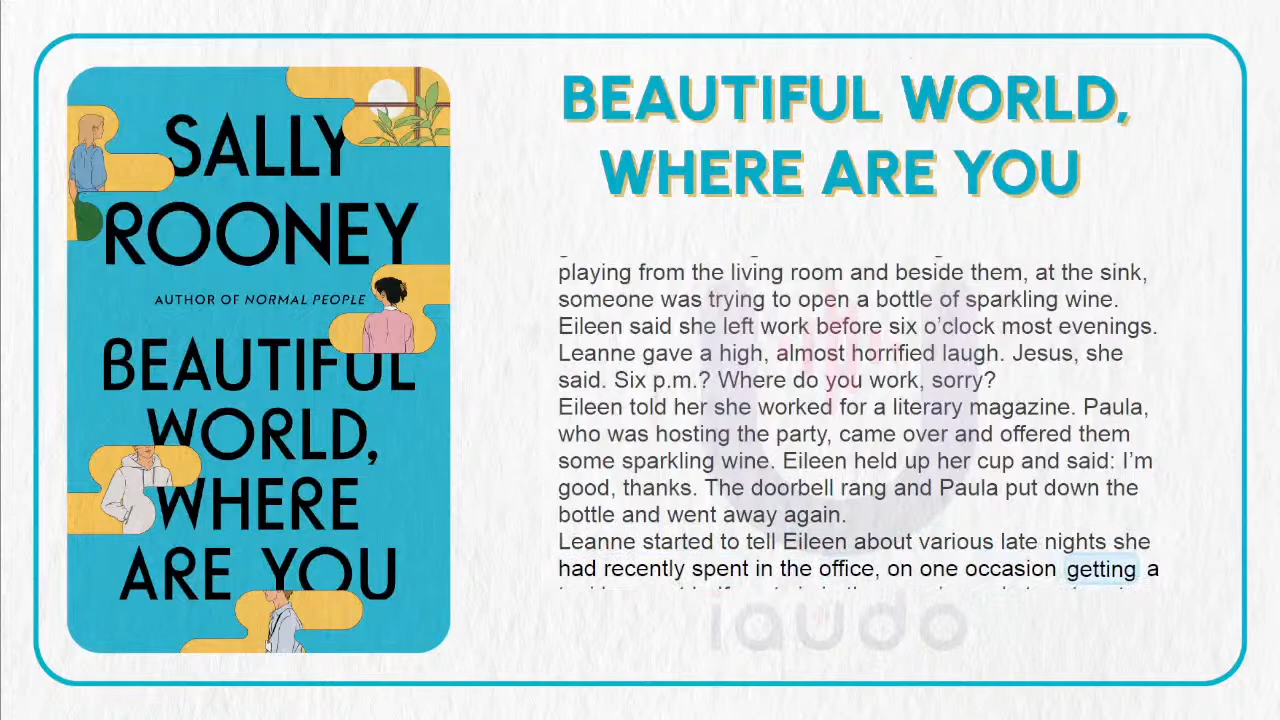 SALLY
ROONEY
AUTHOR OF NORMAL PEOPLE
BEAUTIFUL
WORLD,
WHERE
ARE YOU
BEAUTIFUL WORLD,
WHERE ARE YOU
playing from the living room and beside them, at the sink,
someone was trying to open a bottle of sparkling wine.
Eileen said she left work before six o’clock most evenings.
Leanne gave a high, almost horrified laugh. Jesus, she
said. Six p.m.? Where do you work, sorry?
Eileen told her she worked for a literary magazine. Paula,
who was hosting the party, came over and offered them
some sparkling wine. Eileen held up her cup and said: I’m
good, thanks. The doorbell rang and Paula put down the
bottle and went away again.
Leanne started to tell Eileen about various late nights she
had recently spent in the office, on one occasion getting a
iaudo